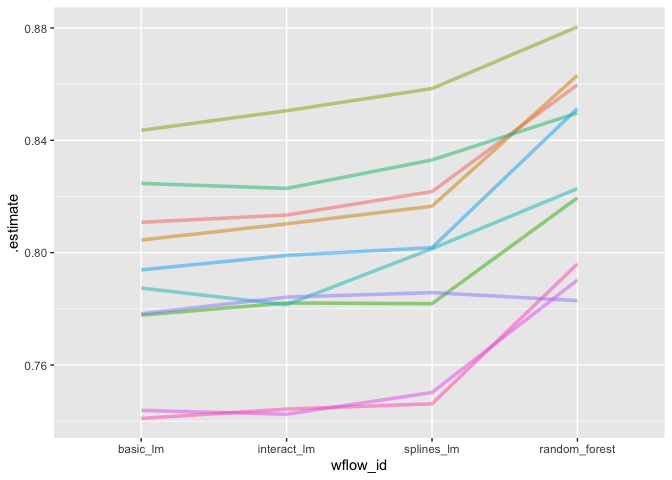 0.88
0.84
0.80
0.76
.estimate
basic_lm
interact_lm
splines_lm
random_forest
wflow_id